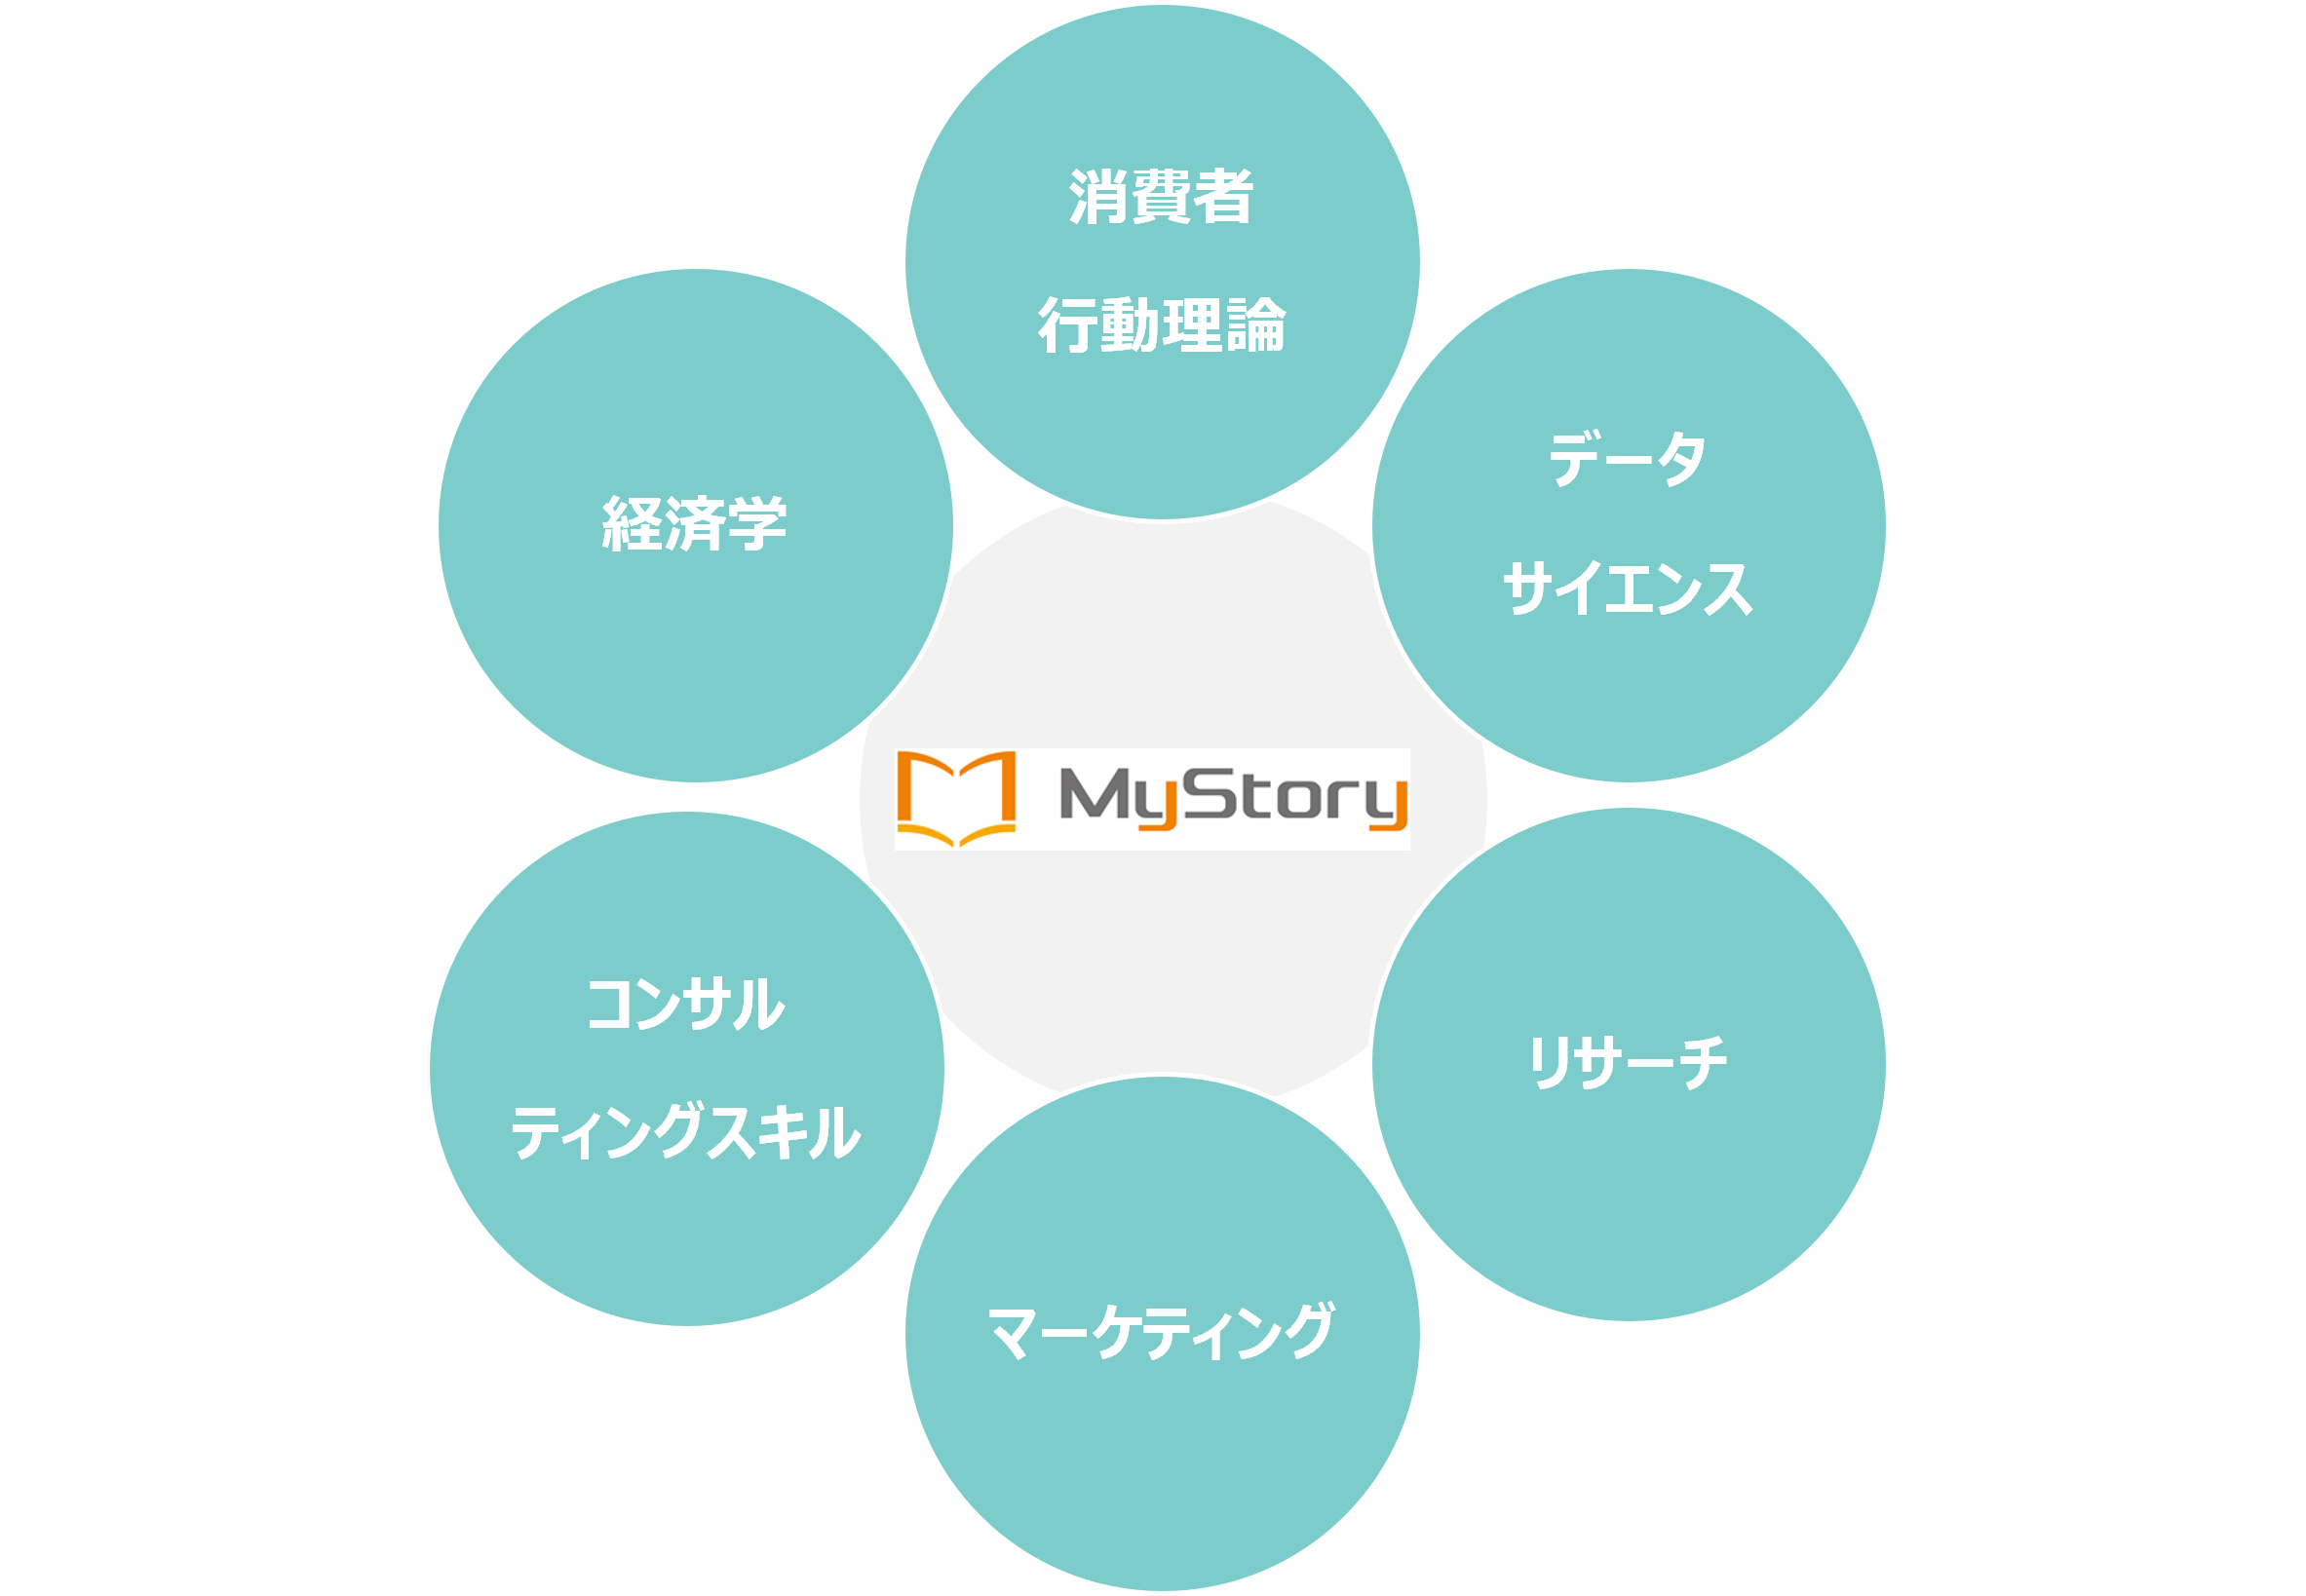 消費者
行動理論
データ
サイエンス
経済学
MyStory
コンサル
ティングスキル
リサーチ
マーケティング